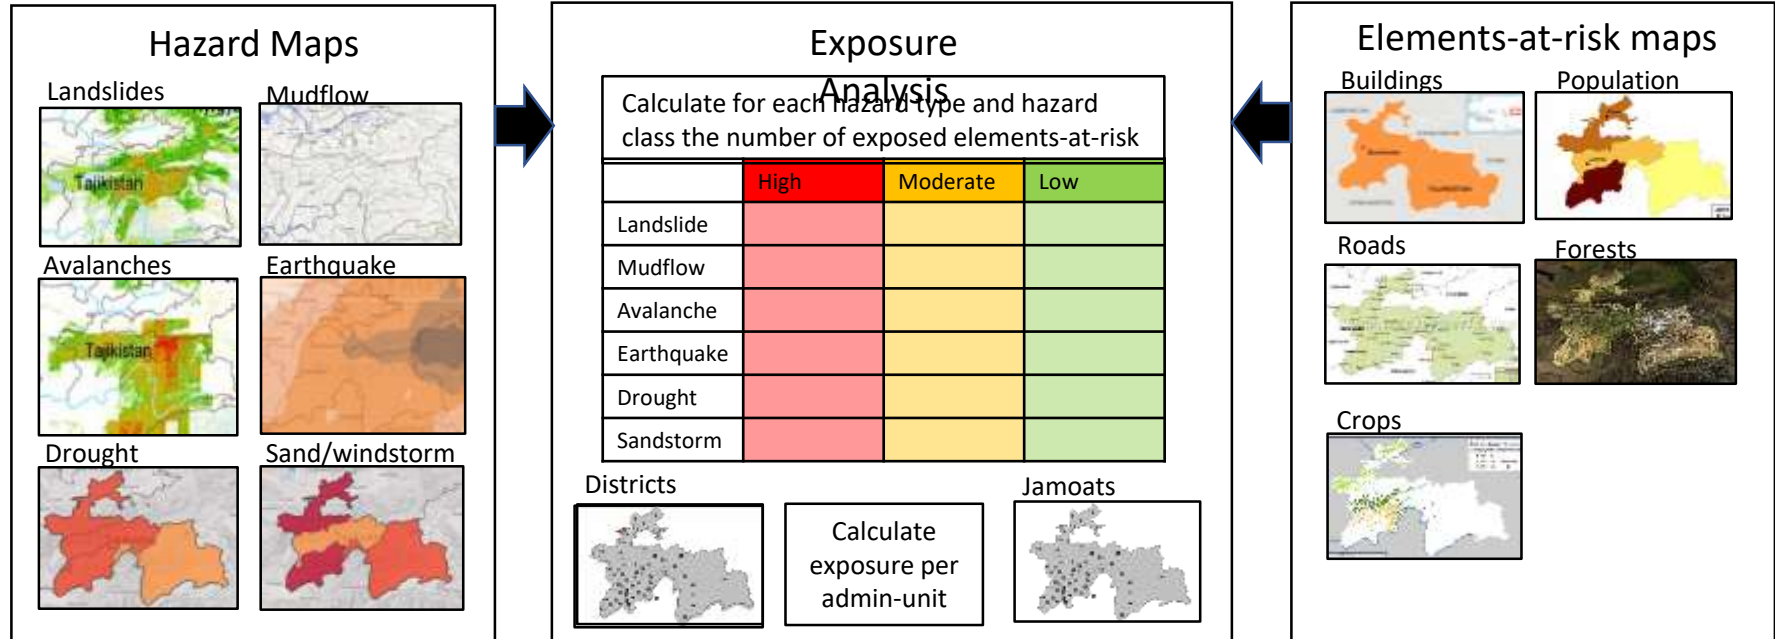 Hazard Maps
Landslides
Mudflow
Tajikistan
Avalanches
Earthquake
Tajikistan
Drought
Sand/windstorm
Exposure
Analysis
Calculate for each hazard type and hazard
class the number of exposed elements-at-risk
High Moderate Low
Landslide
Mudflow
Avalanche
Earthquake
Drought
Sandstorm
Districts
Jamoats
Calculate
exposure per
admin-unit
Elements-at-risk maps
Buildings
Population
Roads
Forests
Crops